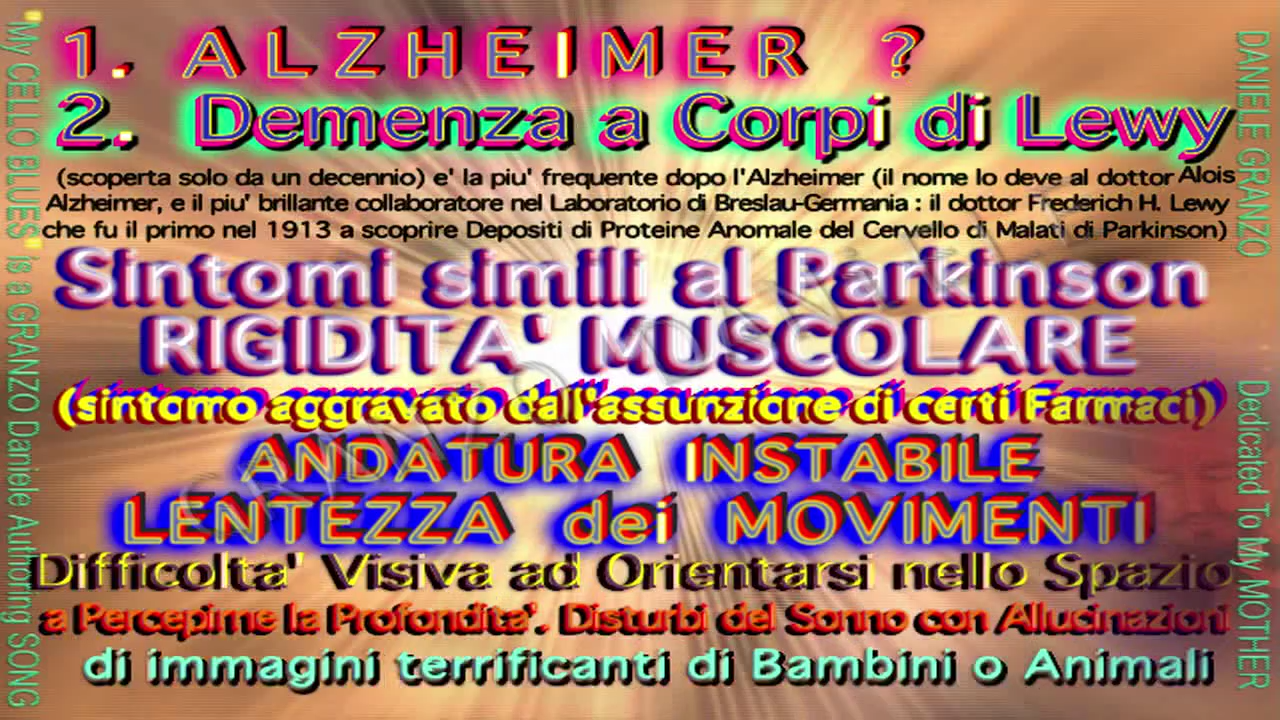 1. ALZHEIMER ?
2. Demenza a Corpi di Lewy
(scoperta solo da un decennio) e' la piu' frequente dopo l'Alzheimer (il nome lo deve al dottor Alois
Alzheimer, e il piu' brillante collaboratore nel Laboratorio di Breslau-Germania : il dottor Frederich H. Lewy
che fu il primo nel 1913 a scoprire Depositi di Proteine Anomale del Cervello di Malati di Parkinson)
Sintomi simili al Parkinson
RIGIDITA' MUSCOLARE
(sintomo aggravato dall'assunzione di certi Farmaci)
ANDATURA INSTABILE
LENTEZZA dei MOVIMENTI
Difficolta' Visiva ad Orientarsi nello Spazio
a Percepirne la Profondita'. Disturbi del Sonno con Allucinazioni
di immagini terrificanti di Bambini o Animali
"My CELLO BLUES" is a GRANZO Daniele Authoring SONG
DANIELE GRANZO Dedicated To My MOTHER
GRANZO DANIELE